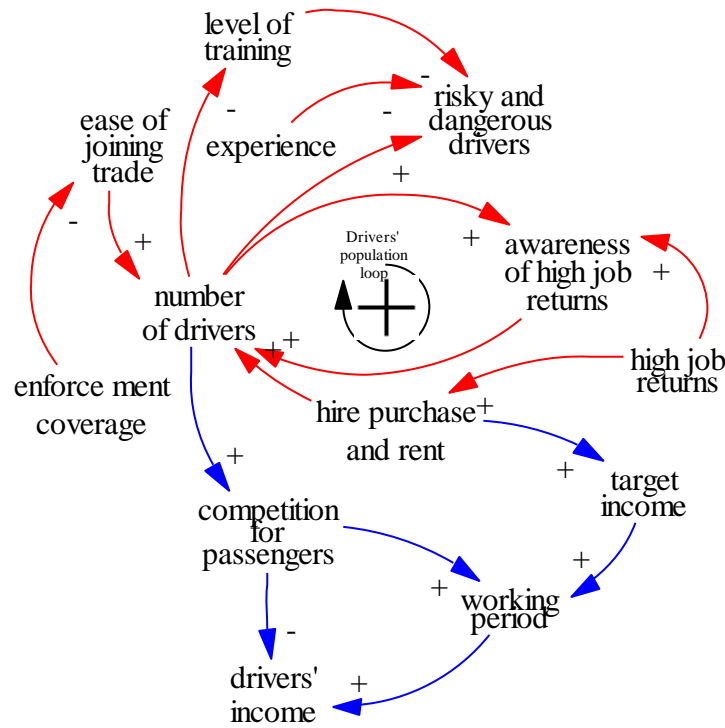 level of
training
-
-
risky and
dangerous
drivers
-
ease of
joining
trade
experience
+
-
+
Drivers'
population
loop
+
awareness
of high job
returns
+
+
number
of drivers
+
+
high job
returns
enforce ment
coverage
hire purchase
and rent
+
+
+
target
income
competition
for
passengers
+
+
working
period
-
drivers'
income
+